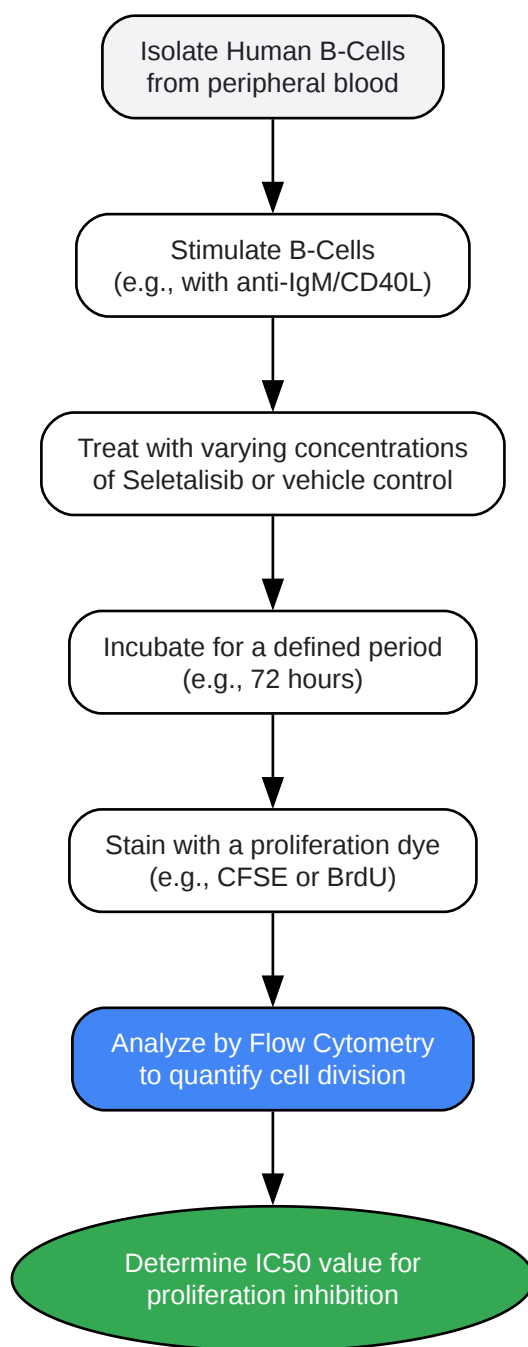 Isolate Human B-Cells
from peripheral blood
Stimulate B-Cells
(e.g., with anti-IgM/CD40L)
Treat with varying concentrations
of Seletalisib or vehicle control
Incubate for a defined period
(e.g., 72 hours)
Stain with a proliferation dye
(e.g., CFSE or BrdU)
Analyze by Flow Cytometry
to quantify cell division
Determine IC50 value for
proliferation inhibition